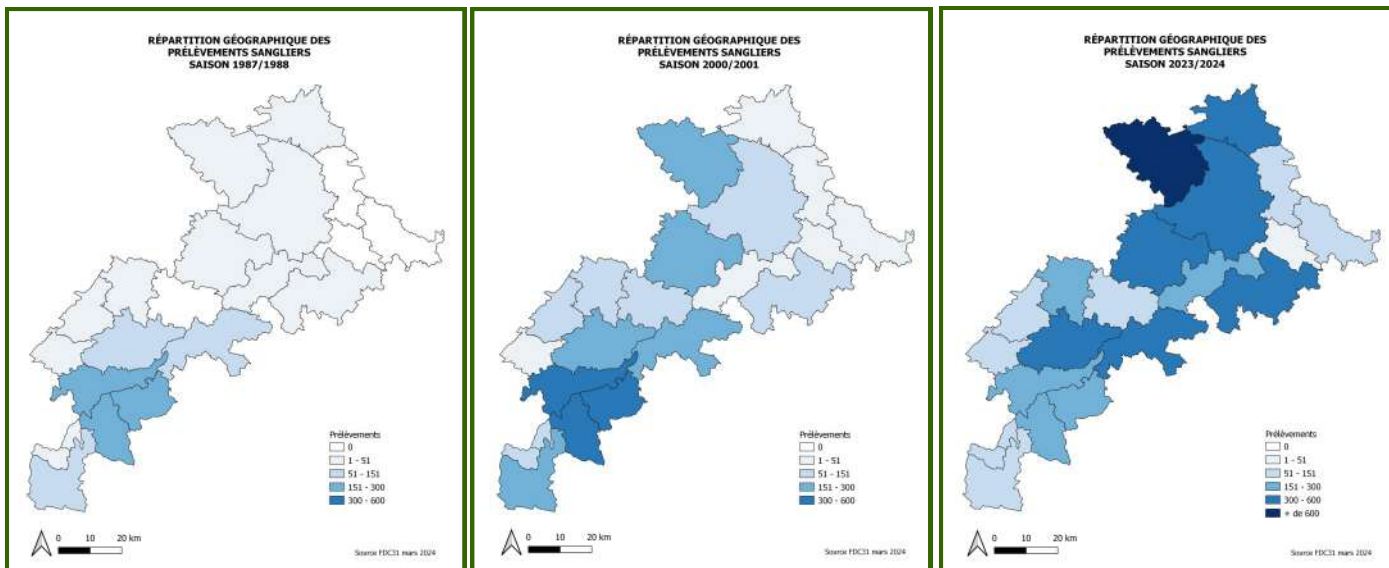 RÉPARTITION GÉOGRAPHIQUE DES
PRÉLÈVEMENTS SANGLIERS
SAISON 1987/1988
Prélèvements
0
1 - 51
51 - 151
151 - 300
300 - 600
0 10 20 km
Source FDC31 mars 2024
RÉPARTITION GÉOGRAPHIQUE DES
PRÉLÈVEMENTS SANGLIERS
SAISON 2000/2001
Prélèvements
0
1 - 51
51 - 151
151 - 300
300 - 600
0 10 20 km
Source FDC31 mars 2024
RÉPARTITION GÉOGRAPHIQUE DES
PRÉLÈVEMENTS SANGLIERS
SAISON 2023/2024
Prélèvements
0
1 - 51
51 - 151
151 - 300
300 - 600
+ de 600
0 10 20 km
Source FDC31 mars 2024